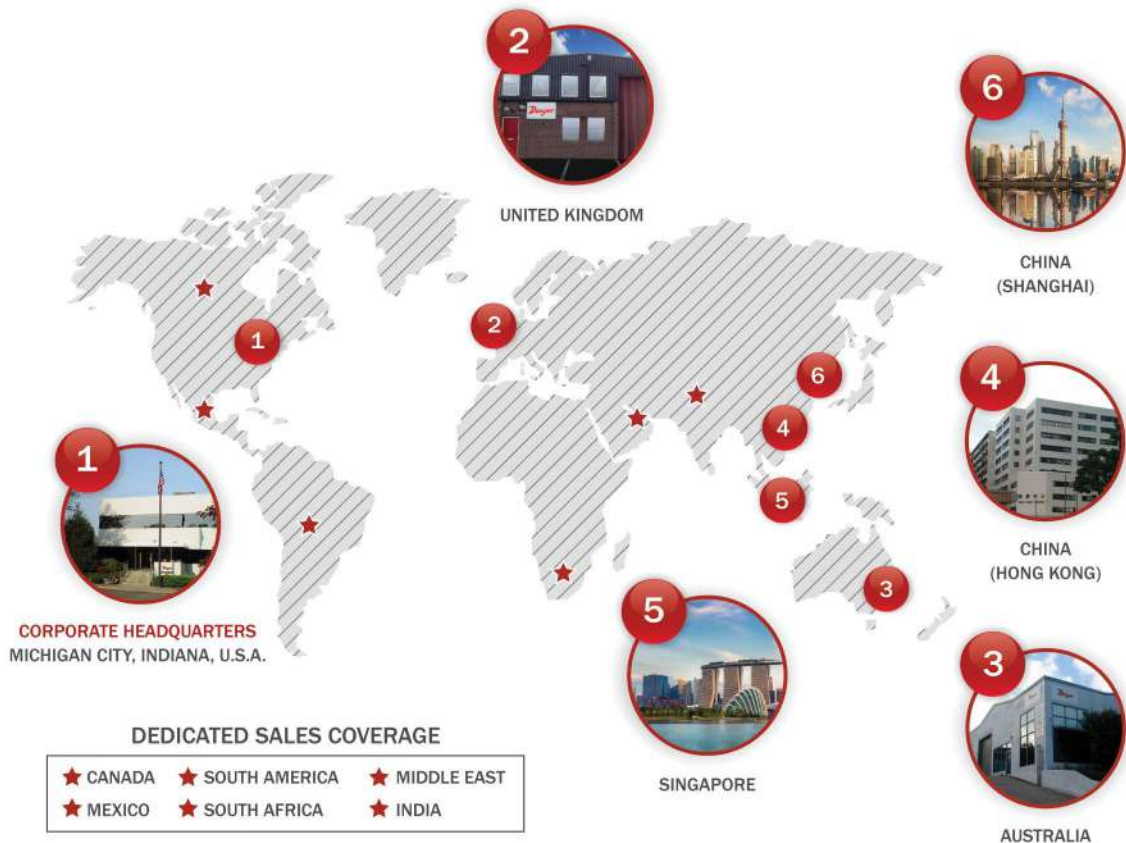 2
Dwyer
UNITED KINGDOM
6
CHINA
(SHANGHAI)
1
2
6
4
5
3
4
CHINA
(HONG KONG)
1
CORPORATE HEADQUARTERS
MICHIGAN CITY, INDIANA, U.S.A.
5
SINGAPORE
3
Dwyer
AUSTRALIA
DEDICATED SALES COVERAGE
★ CANADA ★ SOUTH AMERICA ★ MIDDLE EAST
★ MEXICO ★ SOUTH AFRICA ★ INDIA